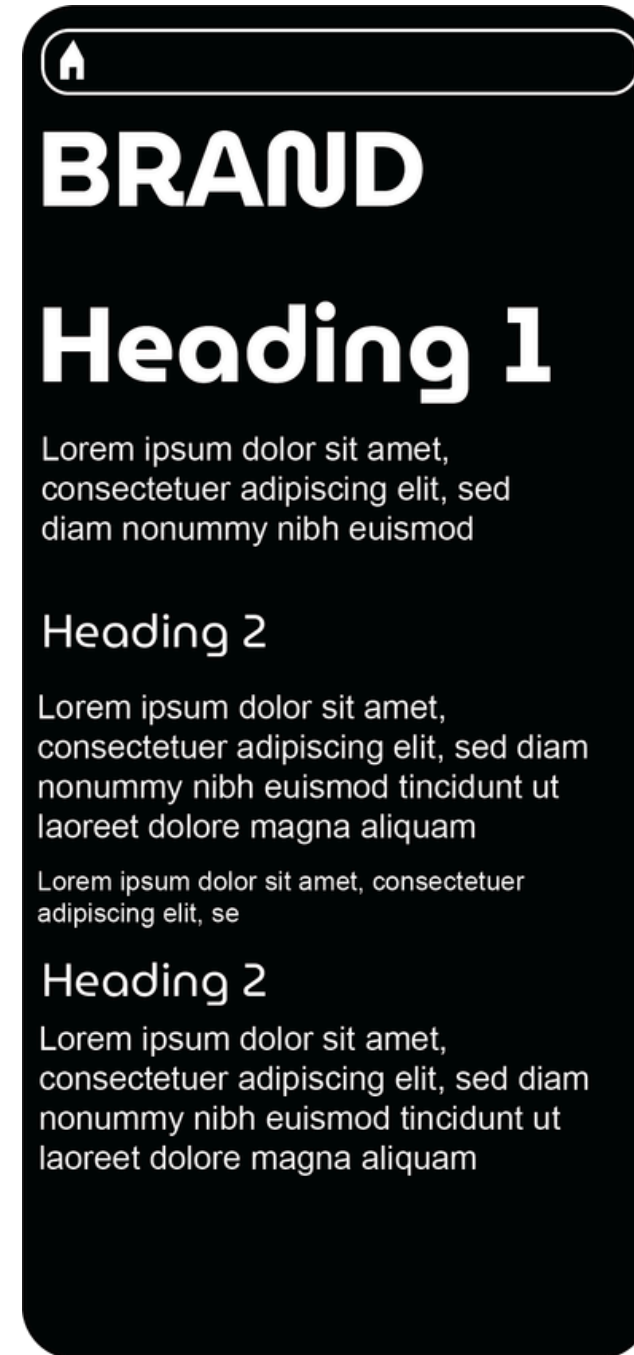 BRAND
Heading 1
Lorem ipsum dolor sit amet,
consectetuer adipiscing elit, sed
diam nonummy nibh euismod
Heading 2
Lorem ipsum dolor sit amet,
consectetuer adipiscing elit, sed diam
nonummy nibh euismod tincidunt ut
laoreet dolore magna aliquam
Lorem ipsum dolor sit amet, consectetuer
adipiscing elit, se
Heading 2
Lorem ipsum dolor sit amet,
consectetuer adipiscing elit, sed diam
nonummy nibh euismod tincidunt ut
laoreet dolore magna aliquam